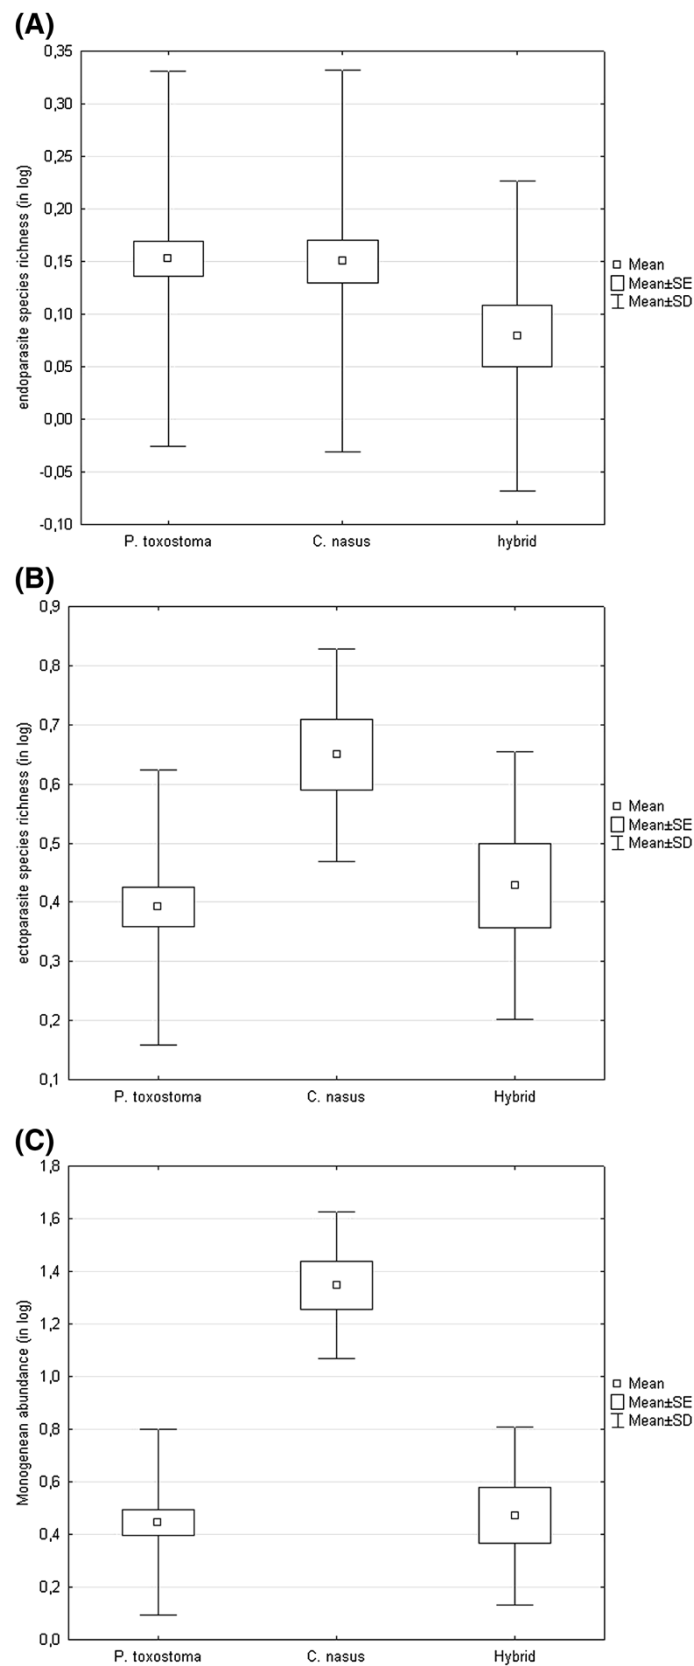 (A)
endoparasite species richness (in log)
0,35
0,30
0,25
0,20
0,15
0,10
0,05
0,00
-0,05
-0,10
P. toxostoma
C. nasus
hybrid
Mean
Mean±SE
Mean±SD
(B)
ectoparasite species richness (in log)
0,9
0,8
0,7
0,6
0,5
0,4
0,3
0,2
0,1
P. toxostoma
C. nasus
Hybrid
Mean
Mean±SE
Mean±SD
(C)
Monogenean abundance (in log)
1,8
1,6
1,4
1,2
1,0
0,8
0,6
0,4
0,2
0,0
P. toxostoma
C. nasus
Hybrid
Mean
Mean±SE
Mean±SD